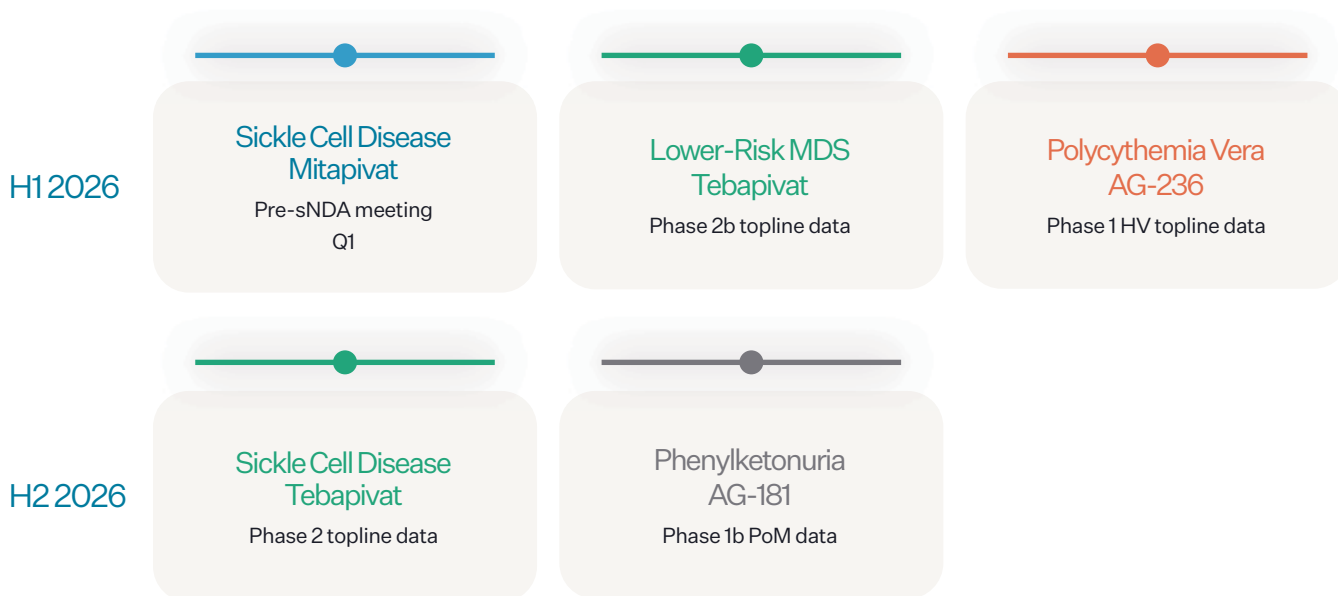 H1 2026
Sickle Cell Disease
Mitapivat
Pre-sNDA meeting
Q1
Lower-Risk MDS
Tebapivat
Phase 2b topline data
Polycythemia Vera
AG-236
Phase 1 HV topline data
H2 2026
Sickle Cell Disease
Tebapivat
Phase 2 topline data
Phenylketonuria
AG-181
Phase 1b PoM data